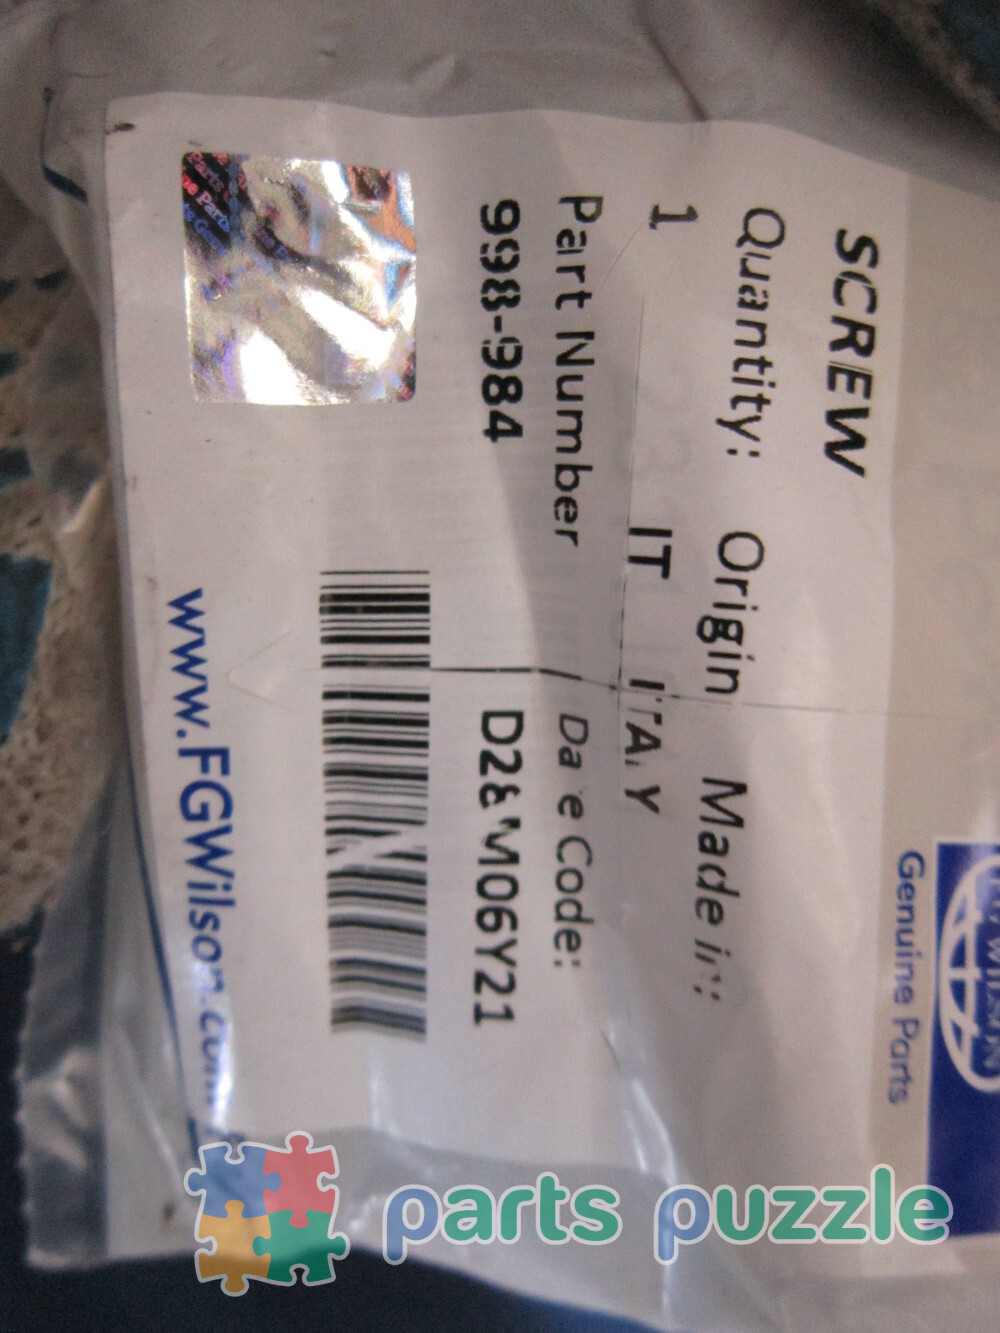 Genuine Parts
SCREW
Quantity: Origin Made in:
1 IT ITALY
Part Number Date Code:
998-984
www.FGWilson.com
parts puzzle